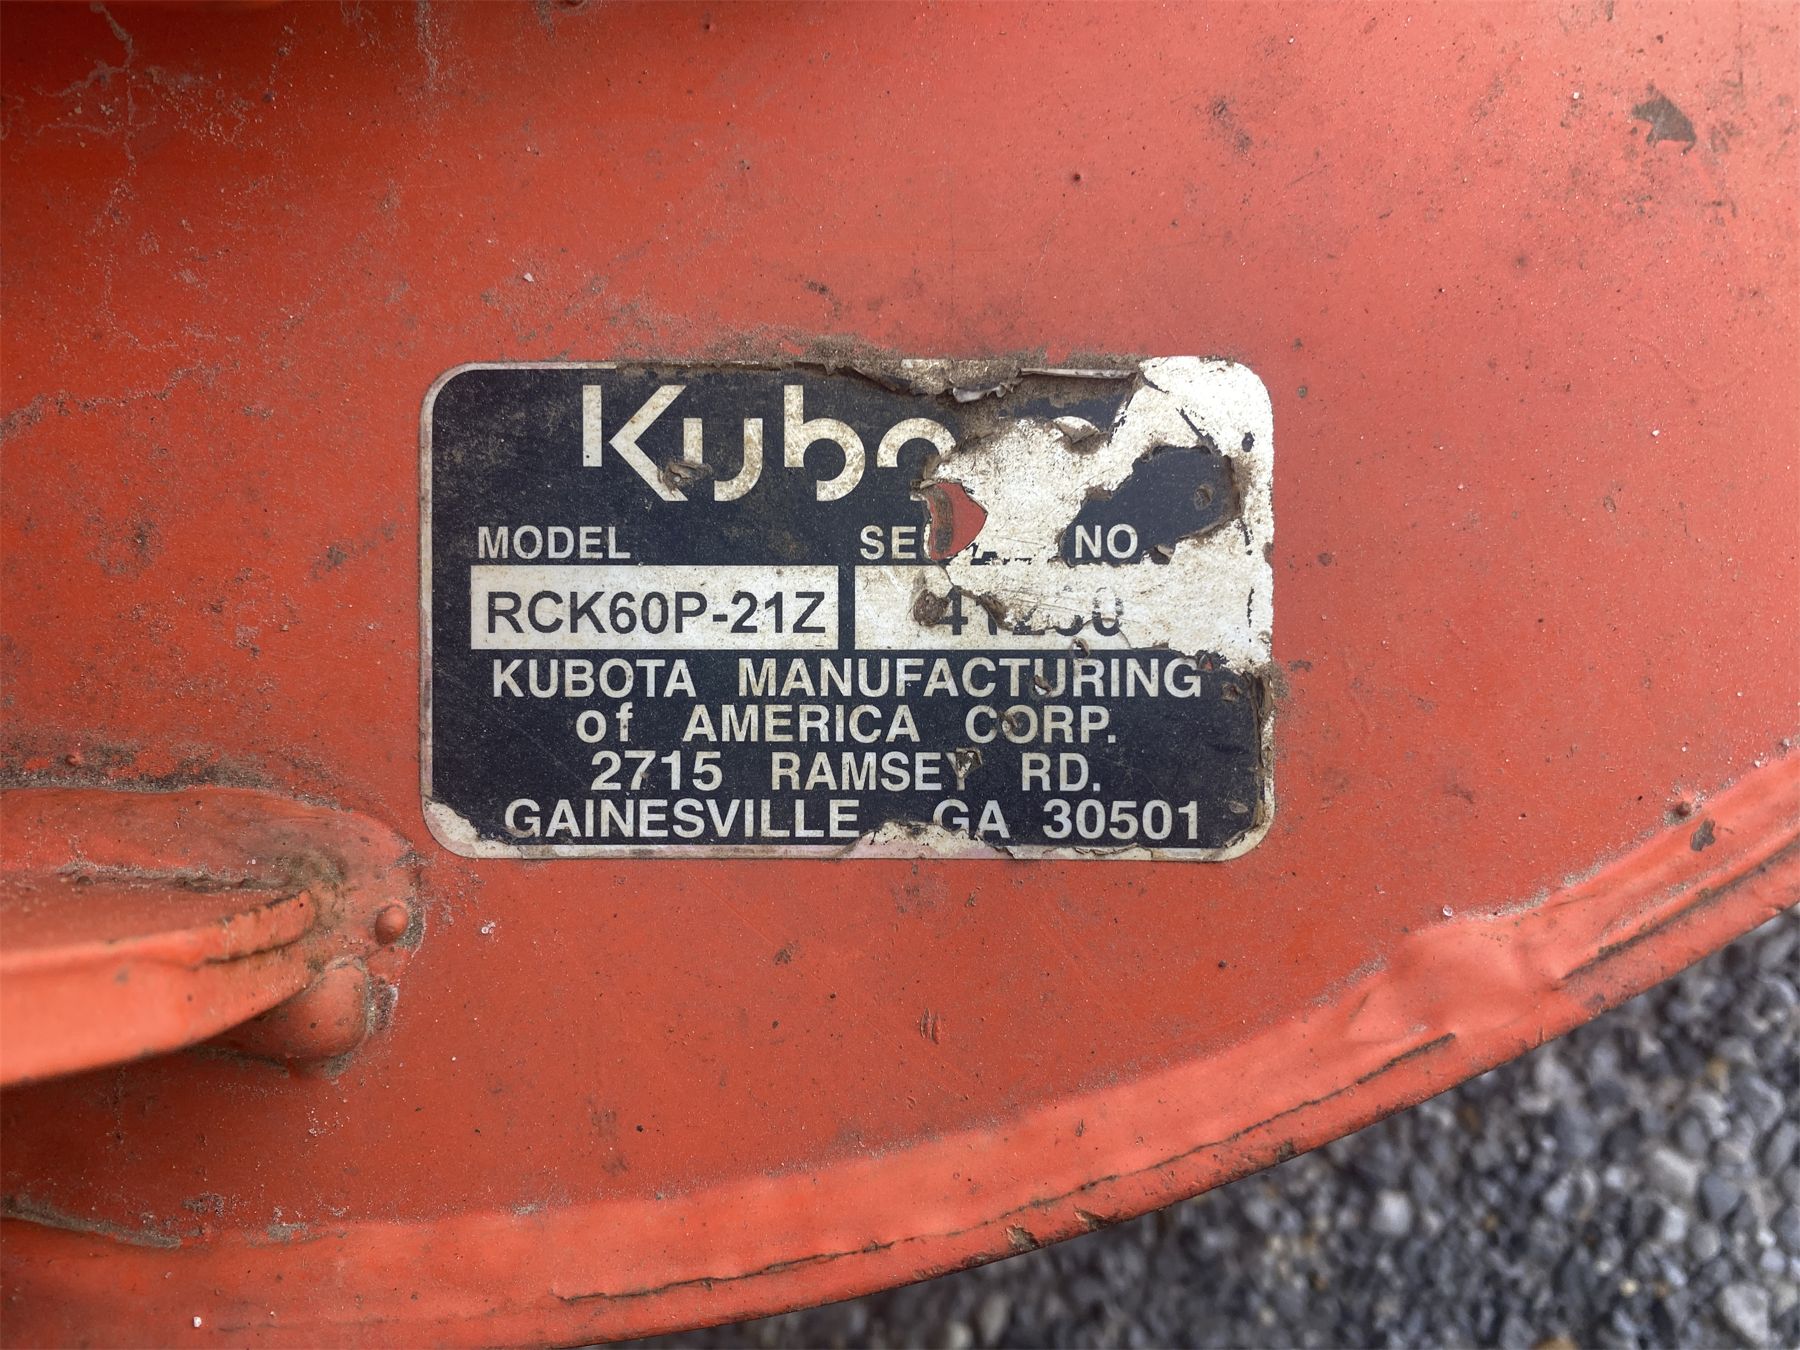 Kubo
MODEL NO
RCK60P-21Z
KUBOTA MANUFACTURING
of AMERICA CORP.
2715 RAMSEY RD.
GAINESVILLE GA 30501